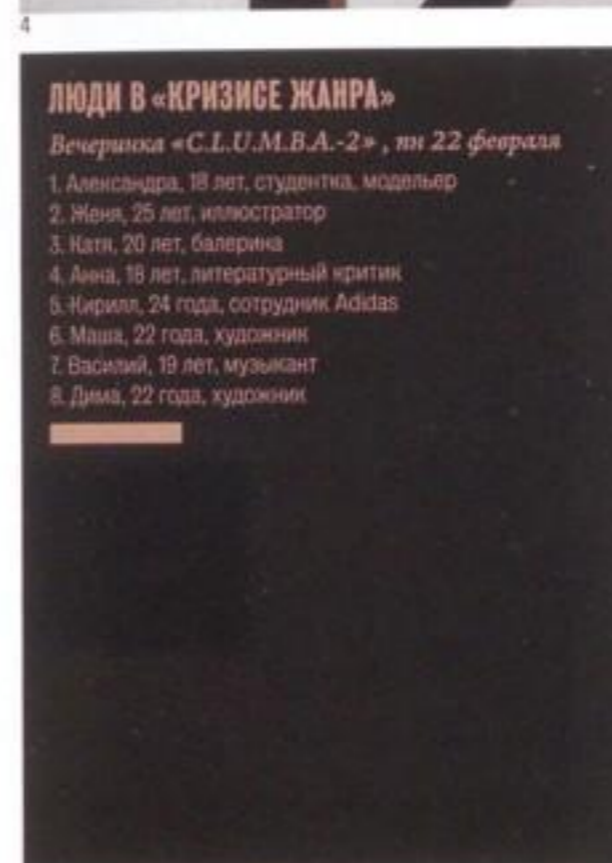 4
ЛЮДИ В «КРИЗИСЕ ЖАНРА»
Вечеринка «C.L.U.M.B.A.-2» , пн 22 февраля
1. Александра, 18 лет, студентка, модельер
2. Женя, 25 лет, иллюстратор
3. Катя, 20 лет, балерина
4. Анна, 18 лет, литературный критик
5. Кирилл, 24 года, сотрудник Adidas
6. Маша, 22 года, художник
7. Василий, 19 лет, музыкант
8. Дима, 22 года, художник